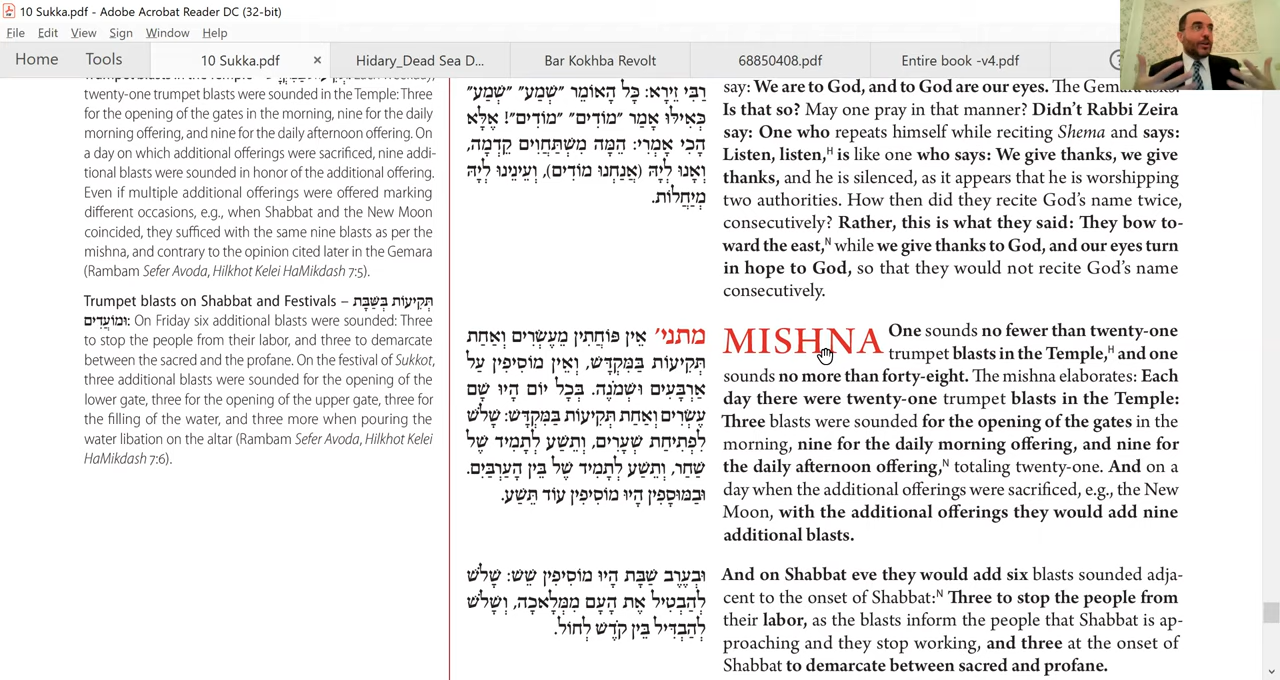 10 Sukka.pdf - Adobe Acrobat Reader DC (32-bit)
File Edit View Sign Window Help
Home Tools 10 Sukka.pdf × Hidary_Dead Sea D... Bar Kokhba Revolt 68850408.pdf Entire book -v4.pdf
twenty-one trumpet blasts were sounded in the Temple: Three
for the opening of the gates in the morning, nine for the daily
morning offering, and nine for the daily afternoon offering. On
a day on which additional offerings were sacrificed, nine addi-
tional blasts were sounded in honor of the additional offering.
Even if multiple additional offerings were offered marking
different occasions, e.g., when Shabbat and the New Moon
coincided, they sufficed with the same nine blasts as per the
mishna, and contrary to the opinion cited later in the Gemara
(Rambam Sefer Avoda, Hilkhot Kelei HaMikdash 7:5).
Trumpet blasts on Shabbat and Festivals – תְּקִיעוֹת בְּשַׁבָּת
וּמוֹעֲדִים: On Friday six additional blasts were sounded: Three
to stop the people from their labor, and three to demarcate
between the sacred and the profane. On the festival of Sukkot,
three additional blasts were sounded for the opening of the
lower gate, three for the opening of the upper gate, three for
the filling of the water, and three more when pouring the
water libation on the altar (Rambam Sefer Avoda, Hilkhot Kelei
HaMikdash 7:6).
רַבִּי זֵירָא: כָּל הָאוֹמֵר ״שְׁמַע״ ״שְׁמַע״
כְּאִילּוּ אָמַר ״מוֹדִים״ ״מוֹדִים״! אֶלָּא
הָכִי אָמְרִי: הֵמָּה מִשְׁתַּחֲוִים קֵדְמָה,
וְאָנוּ לְיָהּ (אֲנַחְנוּ מוֹדִים), וְעֵינֵינוּ לְיָהּ
מְיַחֲלוֹת.
מתני׳ אֵין פּוֹחֲתִין מֵעֶשְׂרִים וְאַחַת
תְּקִיעוֹת בַּמִּקְדָּשׁ, וְאֵין מוֹסִיפִין עַל
אַרְבָּעִים וּשְׁמֹנֶה. בְּכָל יוֹם הָיוּ שָׁם
עֶשְׂרִים וְאַחַת תְּקִיעוֹת בַּמִּקְדָּשׁ: שָׁלֹשׁ
לִפְתִיחַת שְׁעָרִים, וְתֵשַׁע לְתָמִיד שֶׁל
שַׁחַר, וְתֵשַׁע לְתָמִיד שֶׁל בֵּין הָעַרְבַּיִם.
וּבַמּוּסָפִין הָיוּ מוֹסִיפִין עוֹד תֵּשַׁע.
וּבְעֶרֶב שַׁבָּת הָיוּ מוֹסִיפִין שֵׁשׁ: שָׁלֹשׁ
לְהַבְטִיל אֶת הָעָם מִמְּלָאכָה, וְשָׁלֹשׁ
לְהַבְדִּיל בֵּין קֹדֶשׁ לְחוֹל.
say: We are to God, and to God are our eyes. The Gemara asks:
Is that so? May one pray in that manner? Didn't Rabbi Zeira
say: One who repeats himself while reciting Shema and says:
Listen, listen,H is like one who says: We give thanks, we give
thanks, and he is silenced, as it appears that he is worshipping
two authorities. How then did they recite God's name twice,
consecutively? Rather, this is what they said: They bow to-
ward the east,N while we give thanks to God, and our eyes turn
in hope to God, so that they would not recite God's name
consecutively.
MISHNA One sounds no fewer than twenty-one
trumpet blasts in the Temple,H and one
sounds no more than forty-eight. The mishna elaborates: Each
day there were twenty-one trumpet blasts in the Temple:
Three blasts were sounded for the opening of the gates in the
morning, nine for the daily morning offering, and nine for
the daily afternoon offering,N totaling twenty-one. And on a
day when the additional offerings were sacrificed, e.g., the New
Moon, with the additional offerings they would add nine
additional blasts.
And on Shabbat eve they would add six blasts sounded adja-
cent to the onset of Shabbat:N Three to stop the people from
their labor, as the blasts inform the people that Shabbat is ap-
proaching and they stop working, and three at the onset of
Shabbat to demarcate between sacred and profane.